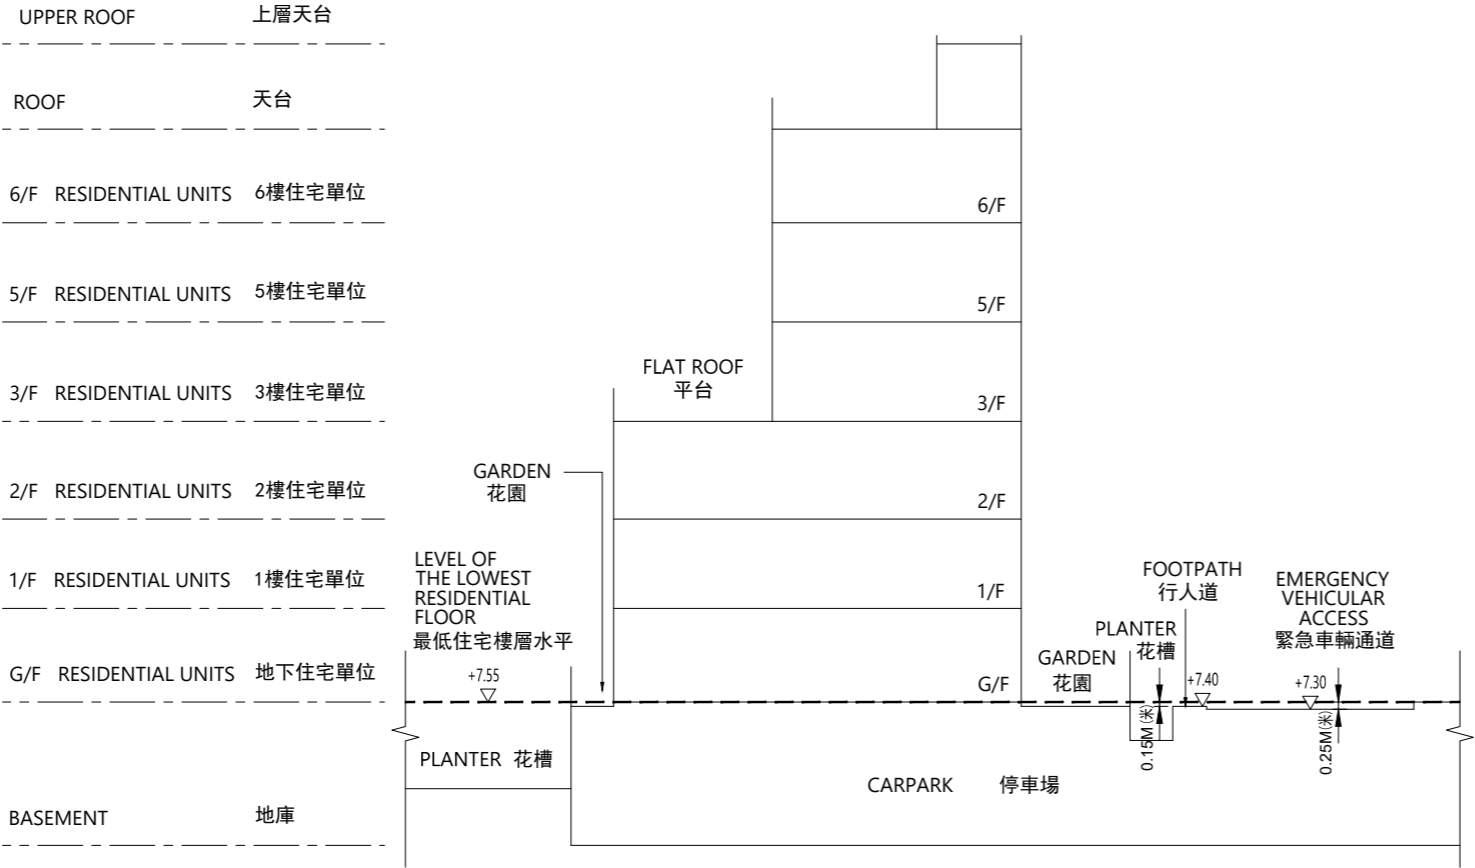 UPPER ROOF 上層天台
ROOF 天台
6/F RESIDENTIAL UNITS 6樓住宅單位
6/F
5/F RESIDENTIAL UNITS 5樓住宅單位
5/F
FLAT ROOF
平台
3/F RESIDENTIAL UNITS 3樓住宅單位
3/F
GARDEN
花園
2/F RESIDENTIAL UNITS 2樓住宅單位
2/F
1/F RESIDENTIAL UNITS 1樓住宅單位
1/F
LEVEL OF
THE LOWEST
RESIDENTIAL
FLOOR
最低住宅樓層水平
+7.55
G/F RESIDENTIAL UNITS 地下住宅單位
G/F
GARDEN
花園
PLANTER
花槽
FOOTPATH
行人道
EMERGENCY
VEHICULAR
ACCESS
緊急車輛通道
+7.40
+7.30
0.15M(米)
0.25M(米)
PLANTER 花槽
CARPARK 停車場
BASEMENT 地庫